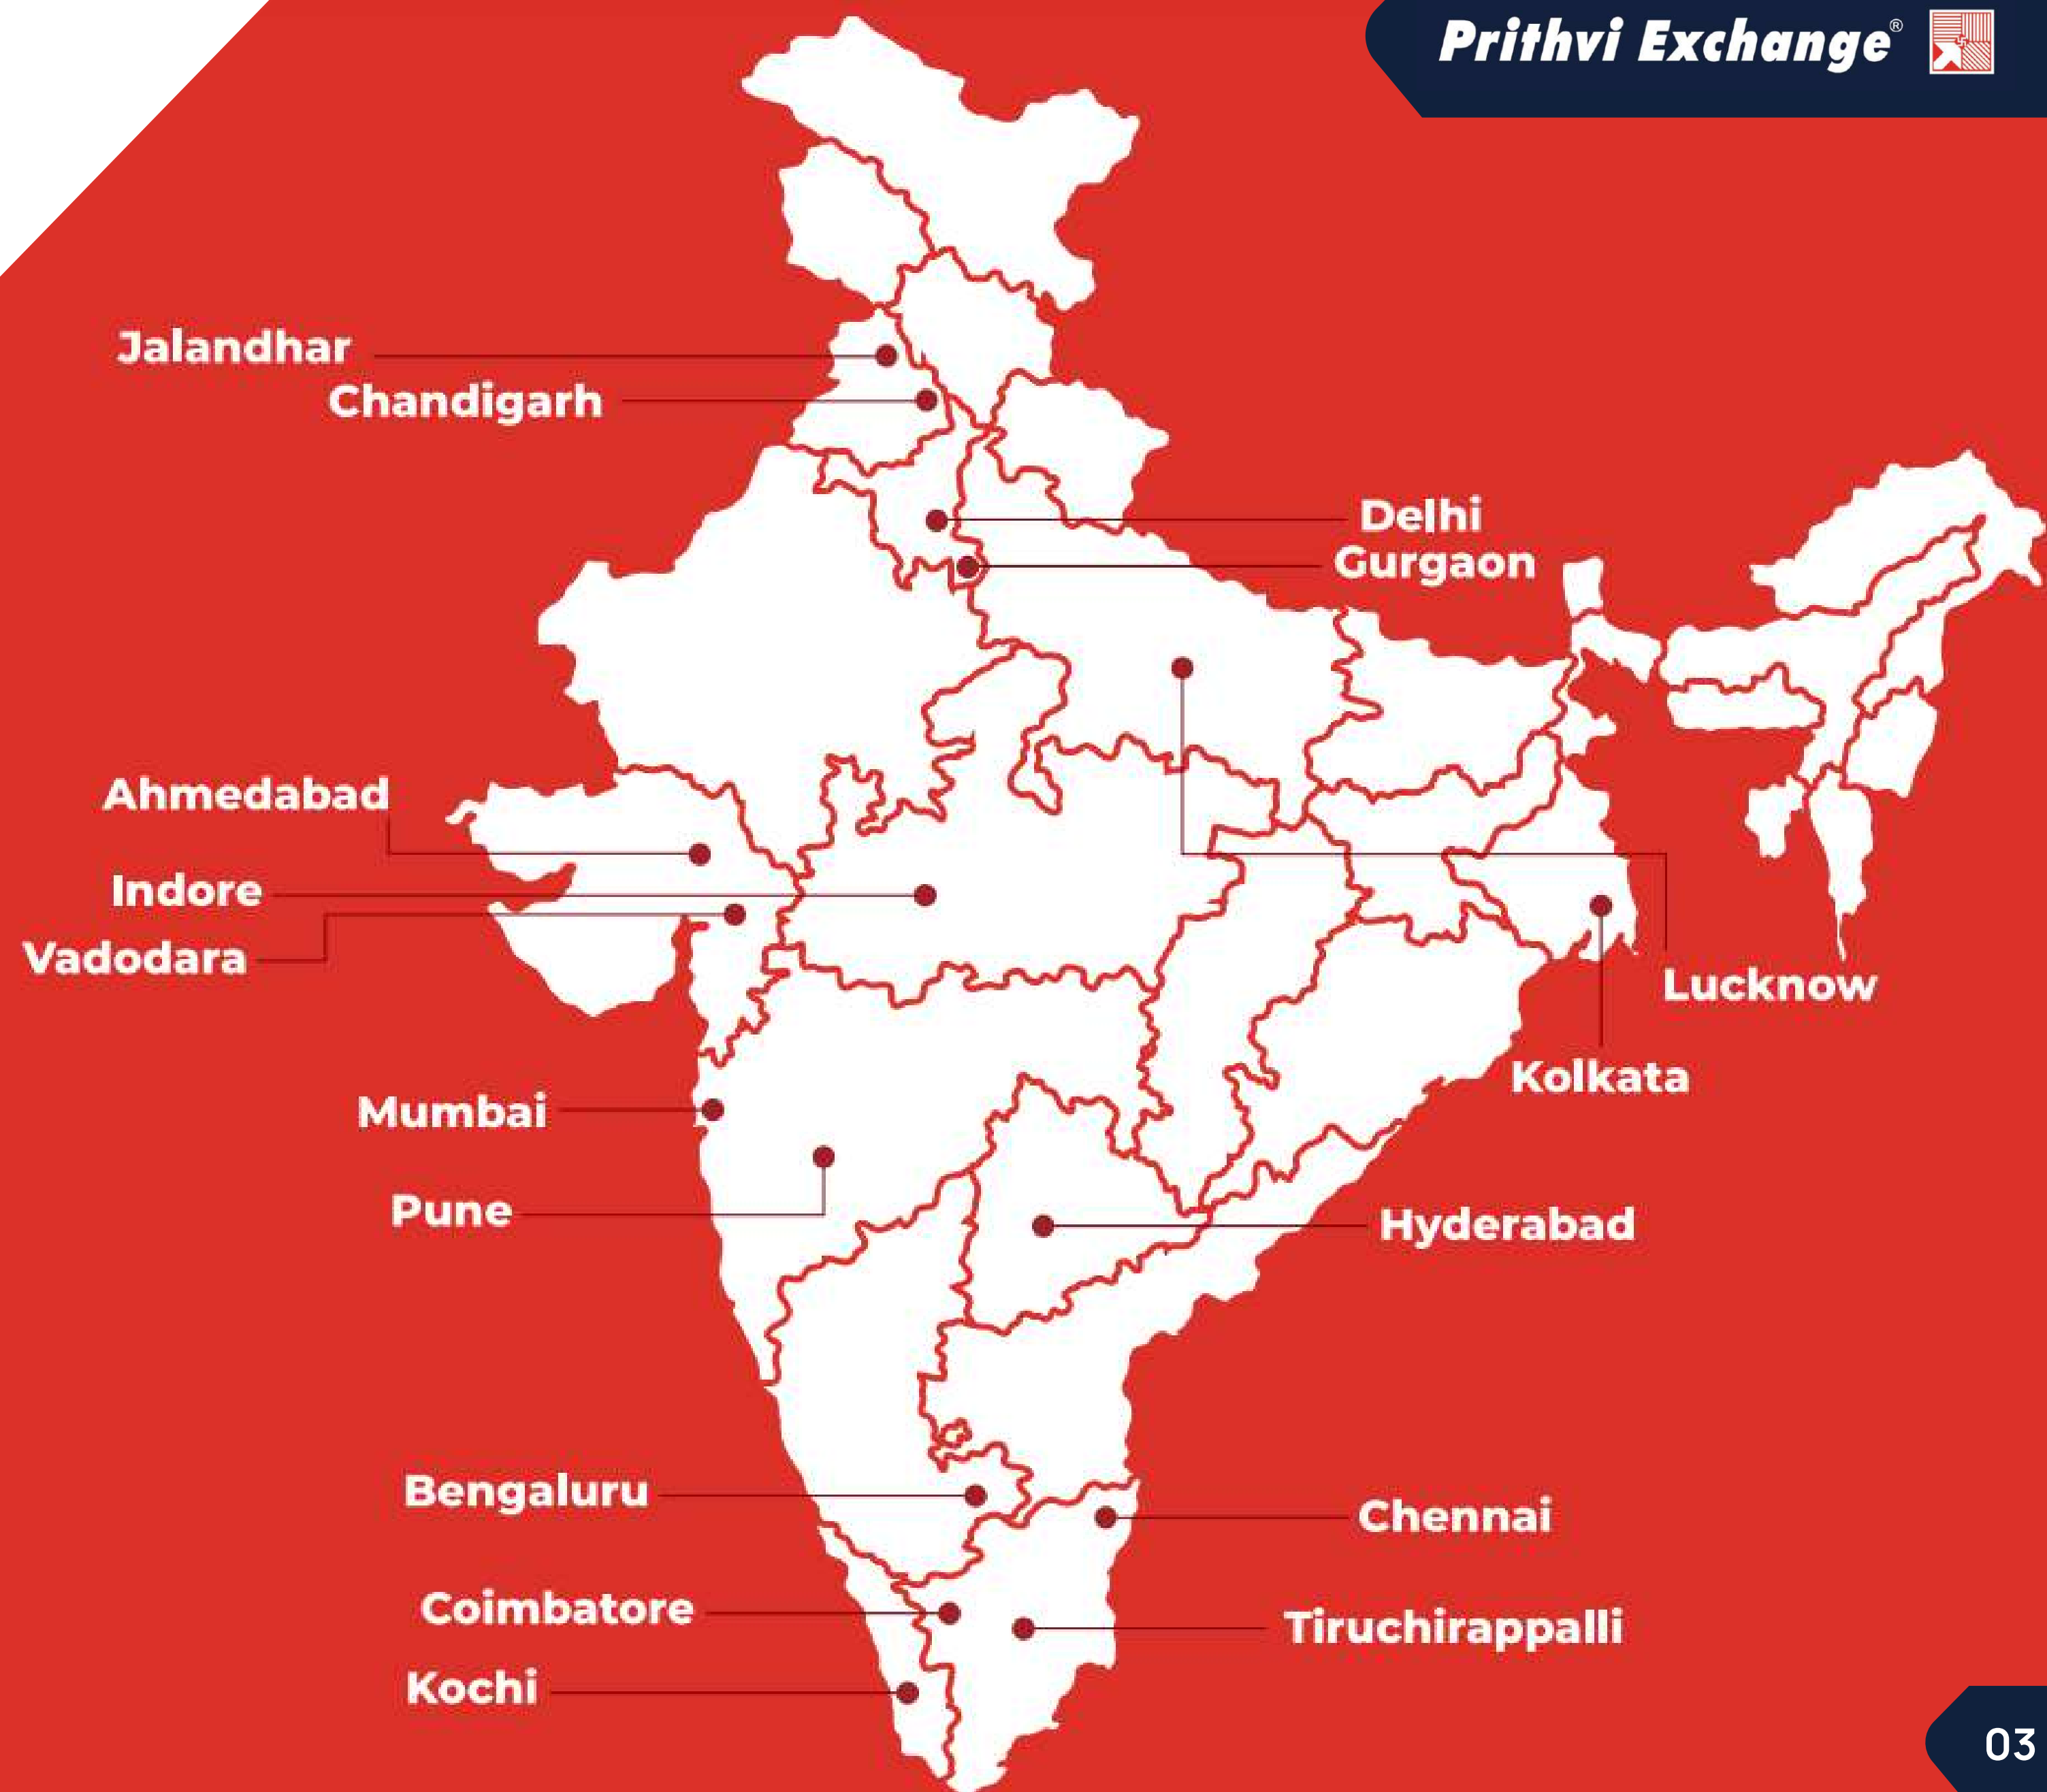 Prithvi Exchange®
Jalandhar
Chandigarh
Delhi
Gurgaon
Ahmedabad
Indore
Vadodara
Lucknow
Kolkata
Mumbai
Pune
Hyderabad
Bengaluru
Chennai
Coimbatore
Tiruchirappalli
Kochi
03